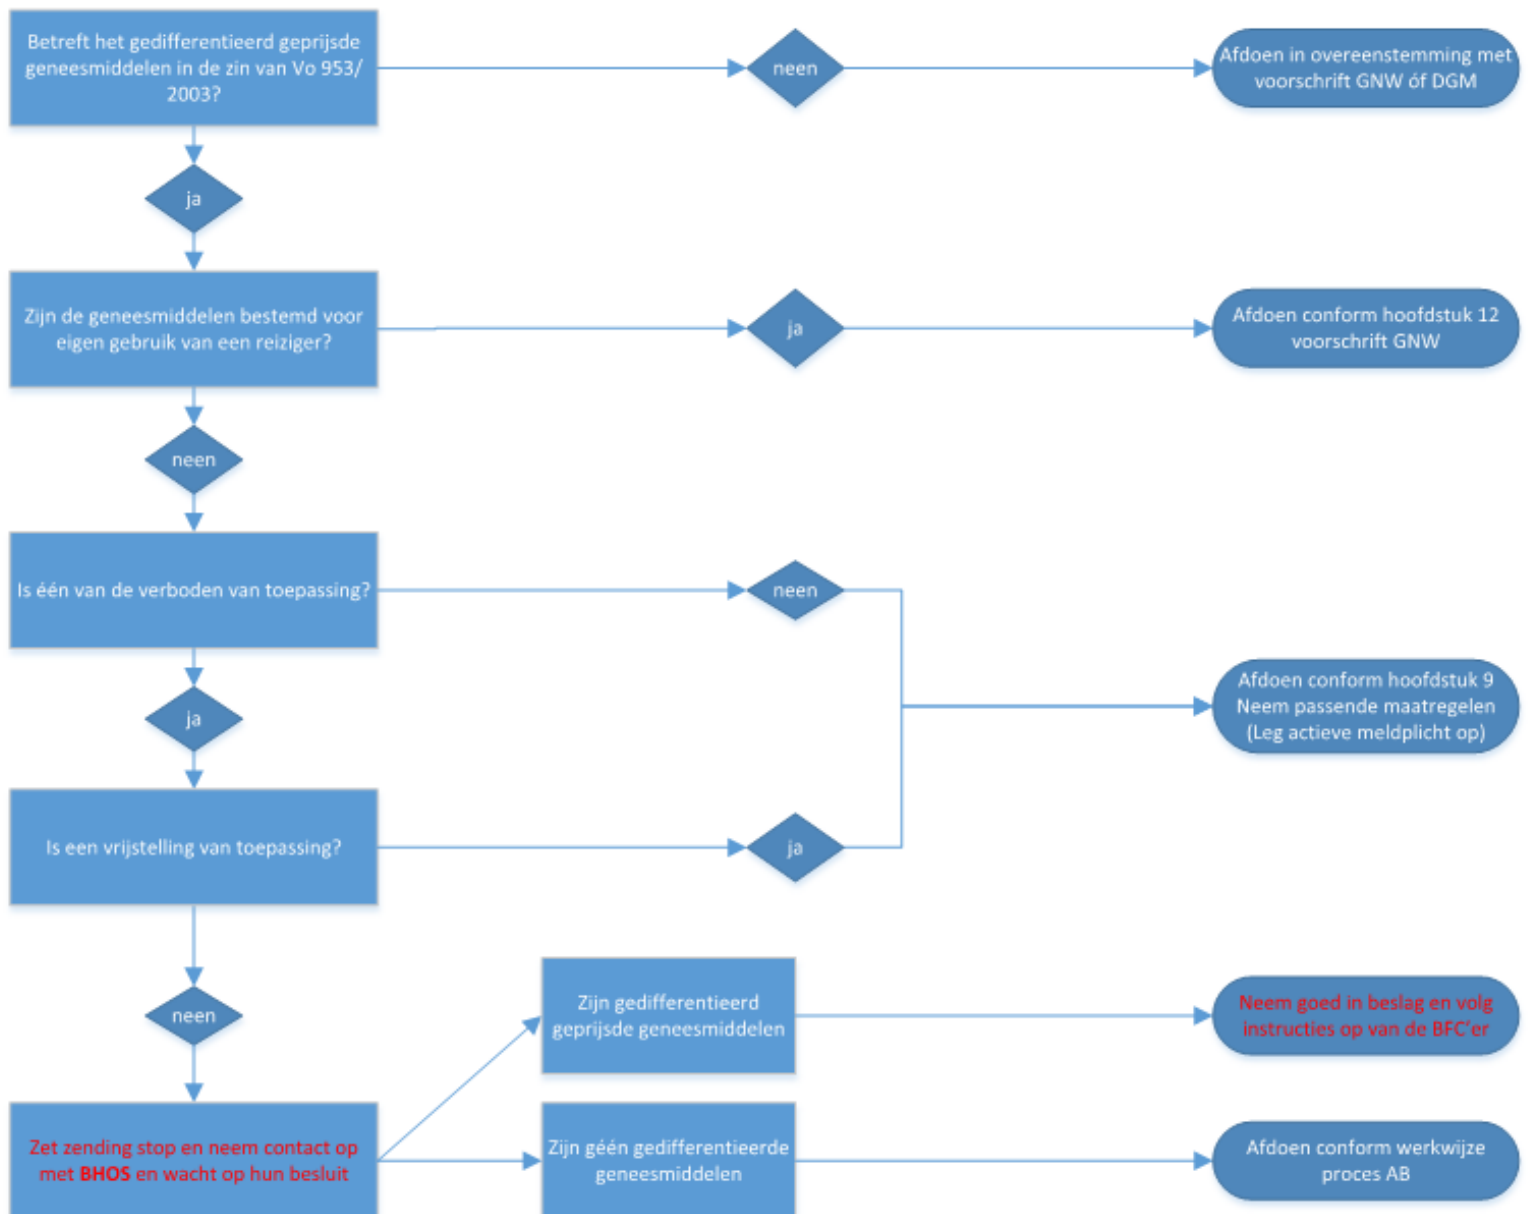 Betreft het gedifferentieerd geprijsde
geneesmiddelen in de zin van Vo 953/
2003?
neen
Afdoen in overeenstemming met
voorschrift GNW óf DGM
ja
Zijn de geneesmiddelen bestemd voor
eigen gebruik van een reiziger?
ja
Afdoen conform hoofdstuk 12
voorschrift GNW
neen
Is één van de verboden van toepassing?
neen
Afdoen conform hoofdstuk 9
Neem passende maatregelen
(Leg actieve meldplicht op)
ja
Is een vrijstelling van toepassing?
ja
neen
Zijn gedifferentieerd
geprijsde geneesmiddelen
Neem goed in beslag en volg
instructies op van de BFC'er
Zet zending stop en neem contact op
met BHOS en wacht op hun besluit
Zijn géén gedifferentieerde
geneesmiddelen
Afdoen conform werkwijze
proces AB